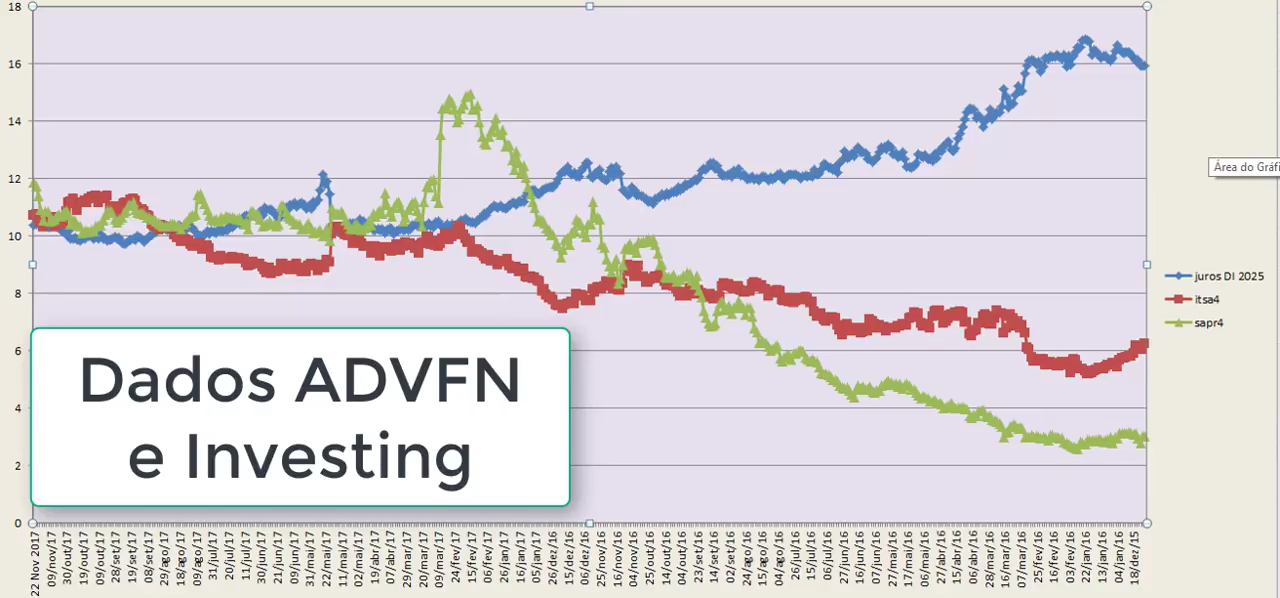 18
16
14
12
10
8
6
4
2
0
Área do Gráfi
juros DI 2025
itsa4
sapr4
Dados ADVFN
e Investing
22 Nov 2017
09/nov/17
30/out/17
19/out/17
09/out/17
28/set/17
19/set/17
08/set/17
29/ago/17
18/ago/17
09/ago/17
31/jul/17
20/jul/17
11/jul/17
30/jun/17
21/jun/17
09/jun/17
31/mai/17
22/mai/17
11/mai/17
02/mai/17
19/abr/17
07/abr/17
29/mar/17
20/mar/17
09/mar/17
24/fev/17
15/fev/17
06/fev/17
26/jan/17
16/jan/17
05/jan/17
26/dez/16
15/dez/16
06/dez/16
25/nov/16
16/nov/16
04/nov/16
25/out/16
14/out/16
04/out/16
23/set/16
14/set/16
02/set/16
24/ago/16
15/ago/16
04/ago/16
26/jul/16
15/jul/16
06/jul/16
27/jun/16
16/jun/16
07/jun/16
27/mai/16
17/mai/16
06/mai/16
27/abr/16
15/abr/16
06/abr/16
28/mar/16
16/mar/16
07/mar/16
25/fev/16
16/fev/16
03/fev/16
22/jan/16
13/jan/16
04/jan/16
18/dez/15